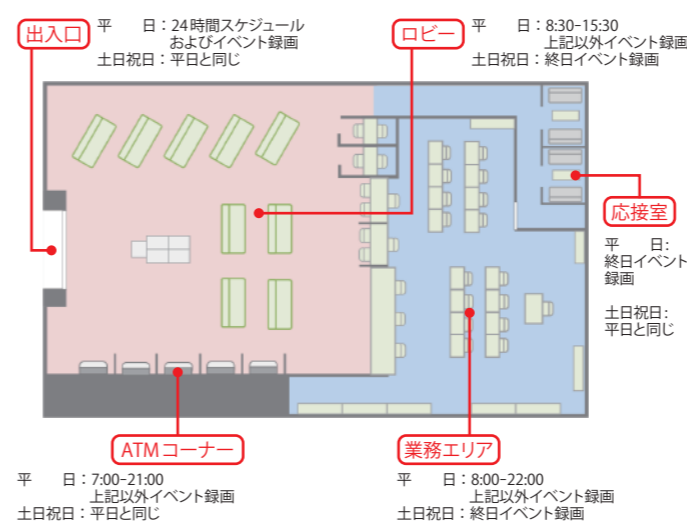 出入口
平　　日：24時間スケジュール
およびイベント録画
土日祝日：平日と同じ
ロビー
平　　日：8:30-15:30
上記以外イベント録画
土日祝日：終日イベント録画
応接室
平　　日：
終日イベント
録画
土日祝日：
平日と同じ
ATMコーナー
平　　日：7:00-21:00
上記以外イベント録画
土日祝日：平日と同じ
業務エリア
平　　日：8:00-22:00
上記以外イベント録画
土日祝日：終日イベント録画